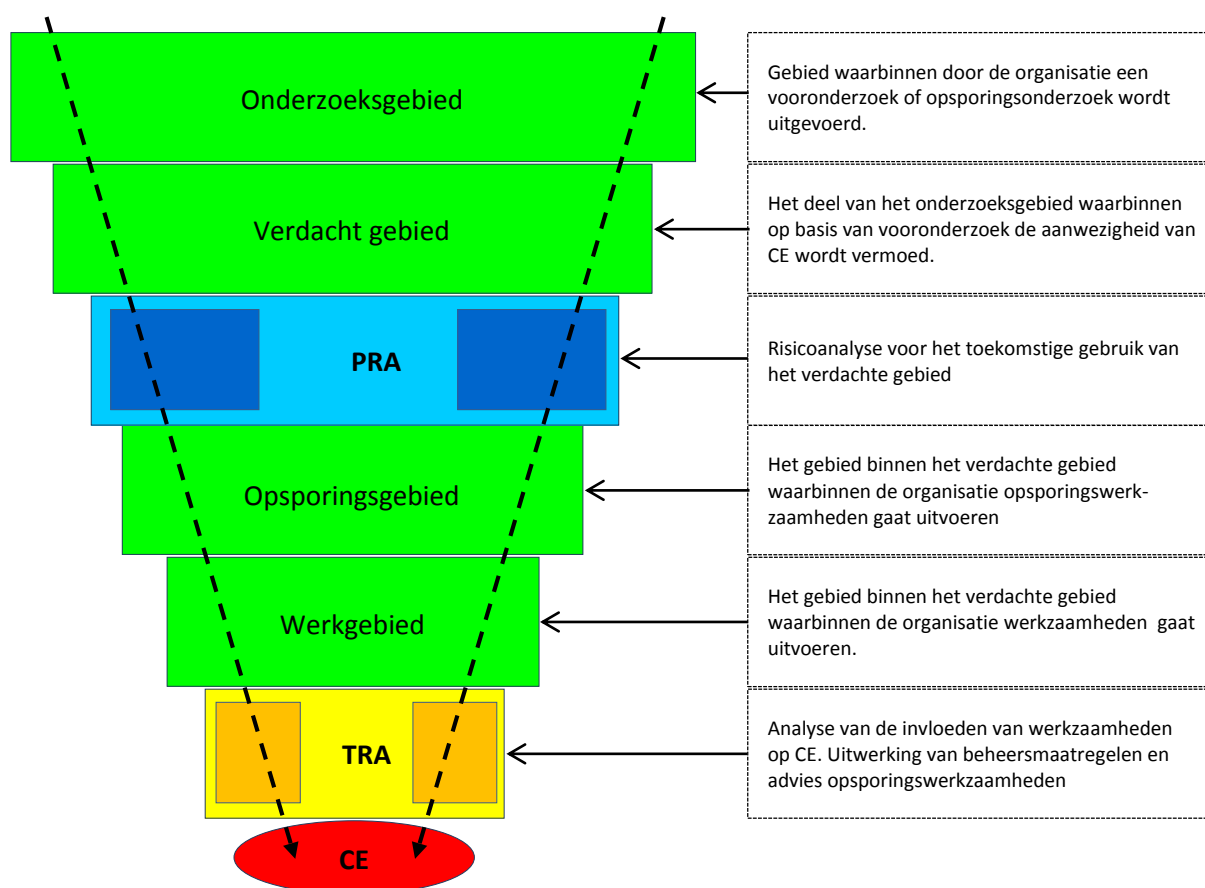 Onderzoeksgebied
Gebied waarbinnen door de organisatie een
vooronderzoek of opsporingsonderzoek wordt
uitgevoerd.
Verdacht gebied
Het deel van het onderzoeksgebied waarbinnen
op basis van vooronderzoek de aanwezigheid van
CE wordt vermoed.
PRA
Risicoanalyse voor het toekomstige gebruik van
het verdachte gebied
Opsporingsgebied
Het gebied binnen het verdachte gebied
waarbinnen de organisatie opsporingswerk-
zaamheden gaat uitvoeren
Werkgebied
Het gebied binnen het verdachte gebied
waarbinnen de organisatie werkzaamheden  gaat
uitvoeren.
TRA
Analyse van de invloeden van werkzaamheden
op CE. Uitwerking van beheersmaatregelen en
advies opsporingswerkzaamheden
CE